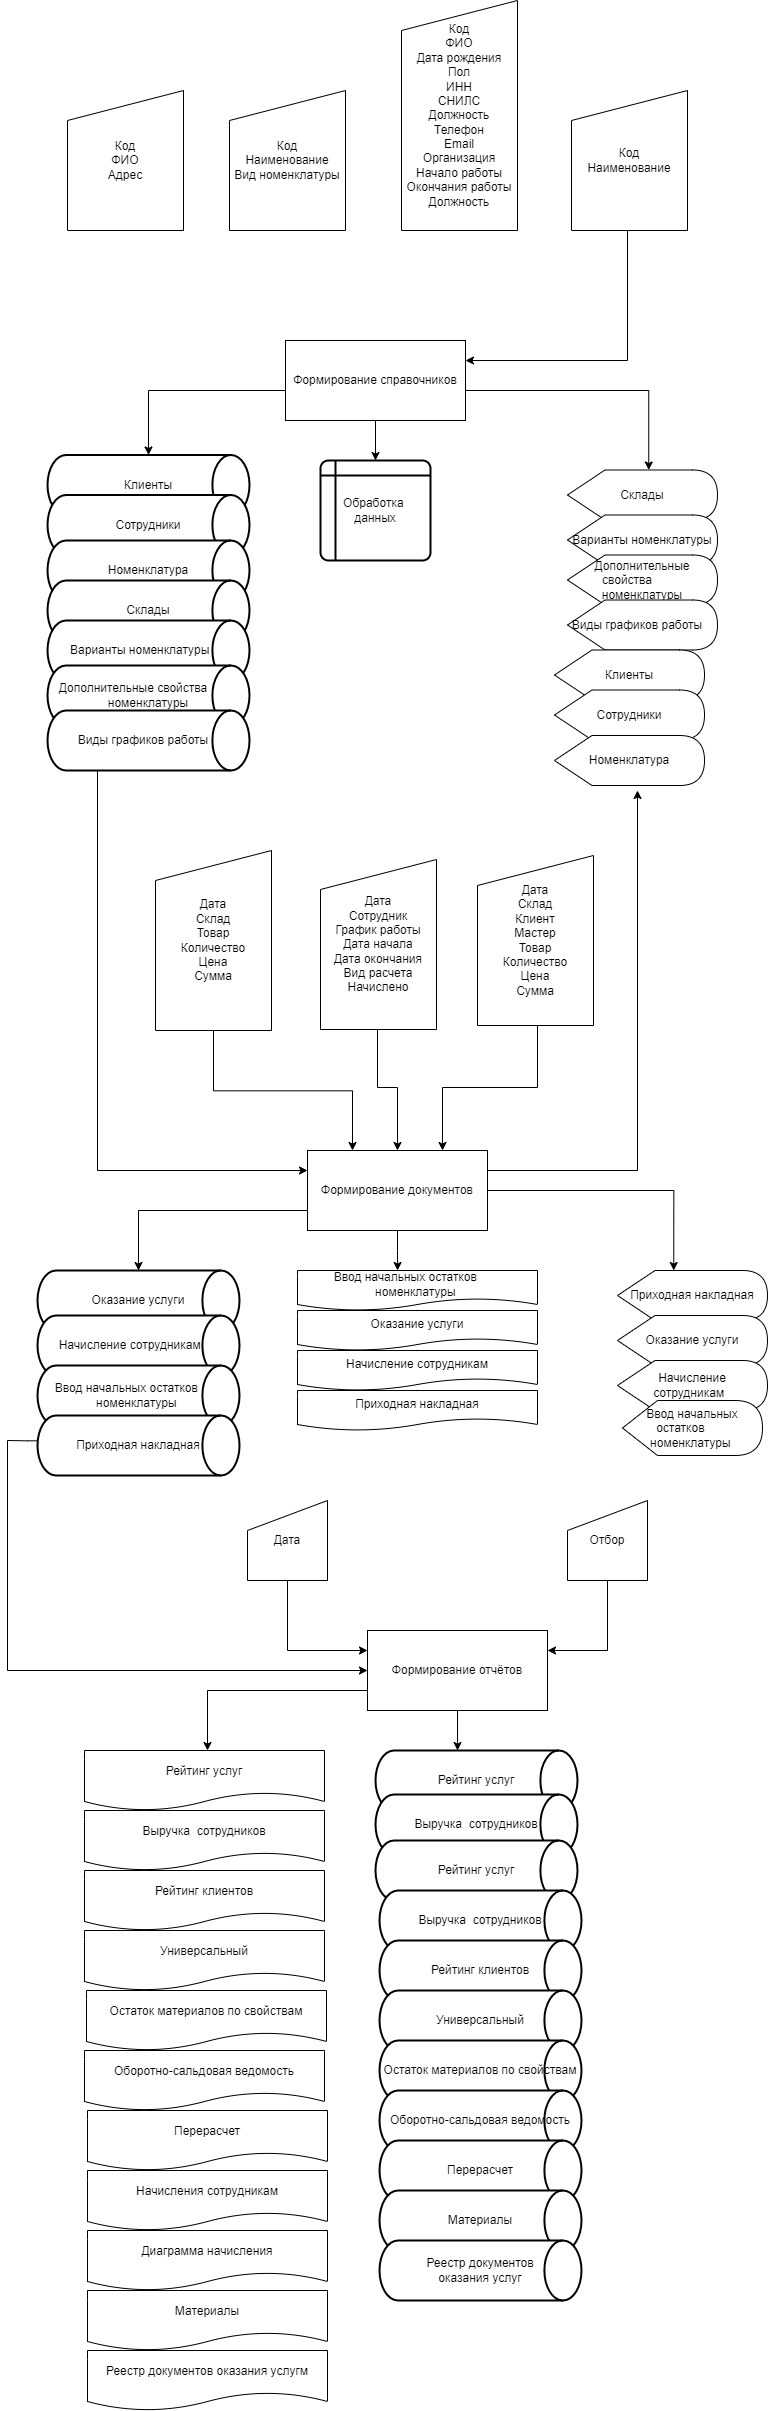 Код
ФИО
Адрес
Код
Наименование
Вид номенклатуры
Код
ФИО
Дата рождения
Пол
ИНН
СНИЛС
Должность
Телефон
Email
Организация
Начало работы
Окончания работы
Должность
Код
Наименование
Формирование справочников
Клиенты
Сотрудники
Номенклатура
Склады
Варианты номенклатуры
Дополнительные свойства
номенклатуры
Виды графиков работы
Обработка
данных
Склады
Варианты номенклатуры
Дополнительные
свойства
номенклатуры
Виды графиков работы
Клиенты
Сотрудники
Номенклатура
Дата
Склад
Товар
Количество
Цена
Сумма
Дата
Сотрудник
График работы
Дата начала
Дата окончания
Вид расчета
Начислено
Дата
Склад
Клиент
Мастер
Товар
Количество
Цена
Сумма
Формирование документов
Оказание услуги
Начисление сотрудникам
Ввод начальных остатков
номенклатуры
Приходная накладная
Ввод начальных остатков
номенклатуры
Оказание услуги
Начисление сотрудникам
Приходная накладная
Приходная накладная
Оказание услуги
Начисление
сотрудникам
Ввод начальных
остатков
номенклатуры
Дата
Отбор
Формирование отчётов
Рейтинг услуг
Выручка  сотрудников
Рейтинг клиентов
Универсальный
Остаток материалов по свойствам
Оборотно-сальдовая ведомость
Перерасчет
Начисления сотрудникам
Диаграмма начисления
Материалы
Реестр документов оказания услугм
Рейтинг услуг
Выручка  сотрудников
Рейтинг услуг
Выручка  сотрудников
Рейтинг клиентов
Универсальный
Остаток материалов по свойствам
Оборотно-сальдовая ведомость
Перерасчет
Материалы
Реестр документов
оказания услуг